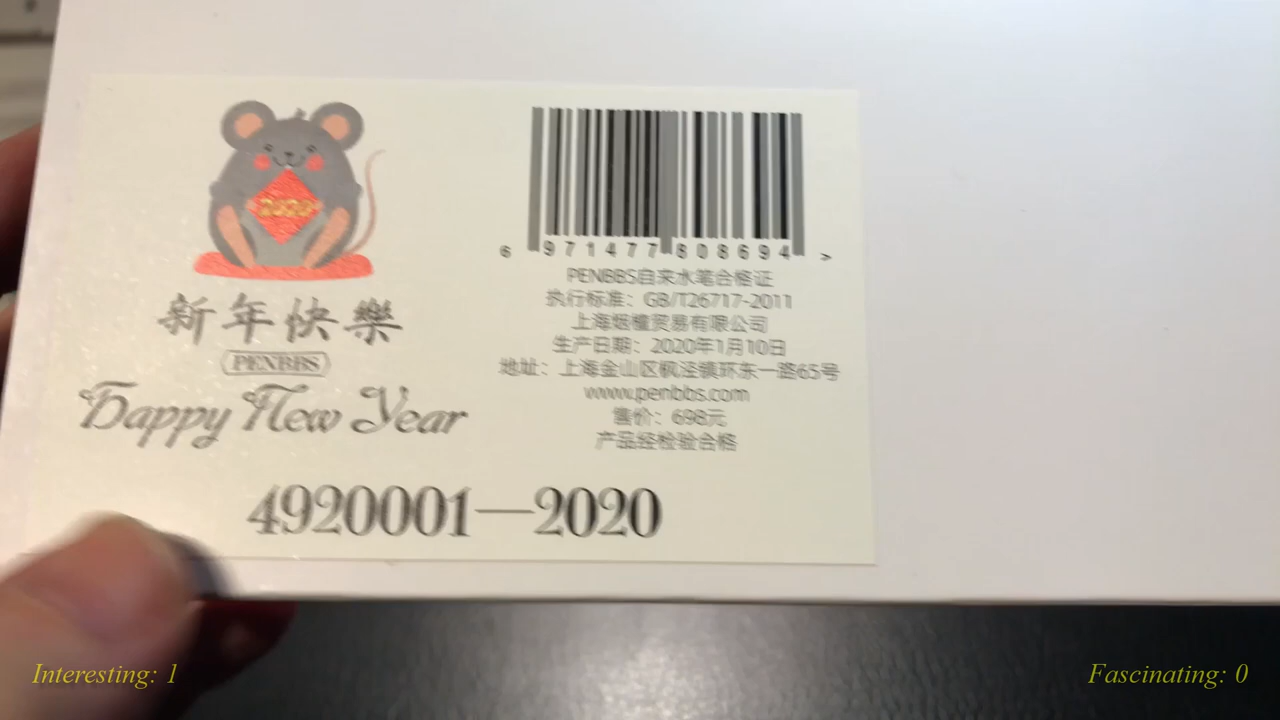 2020
新年快樂
PENBBS
Happy New Year
6 971477 808694 >
PENBBS自来水笔合格证
执行标准：GB/T26717-2011
上海烟橦贸易有限公司
生产日期：2020年1月10日
地址：上海金山区枫泾镇环东一路65号
www.penbbs.com
售价：698元
产品经检验合格
4920001—2020
Interesting: 1
Fascinating: 0